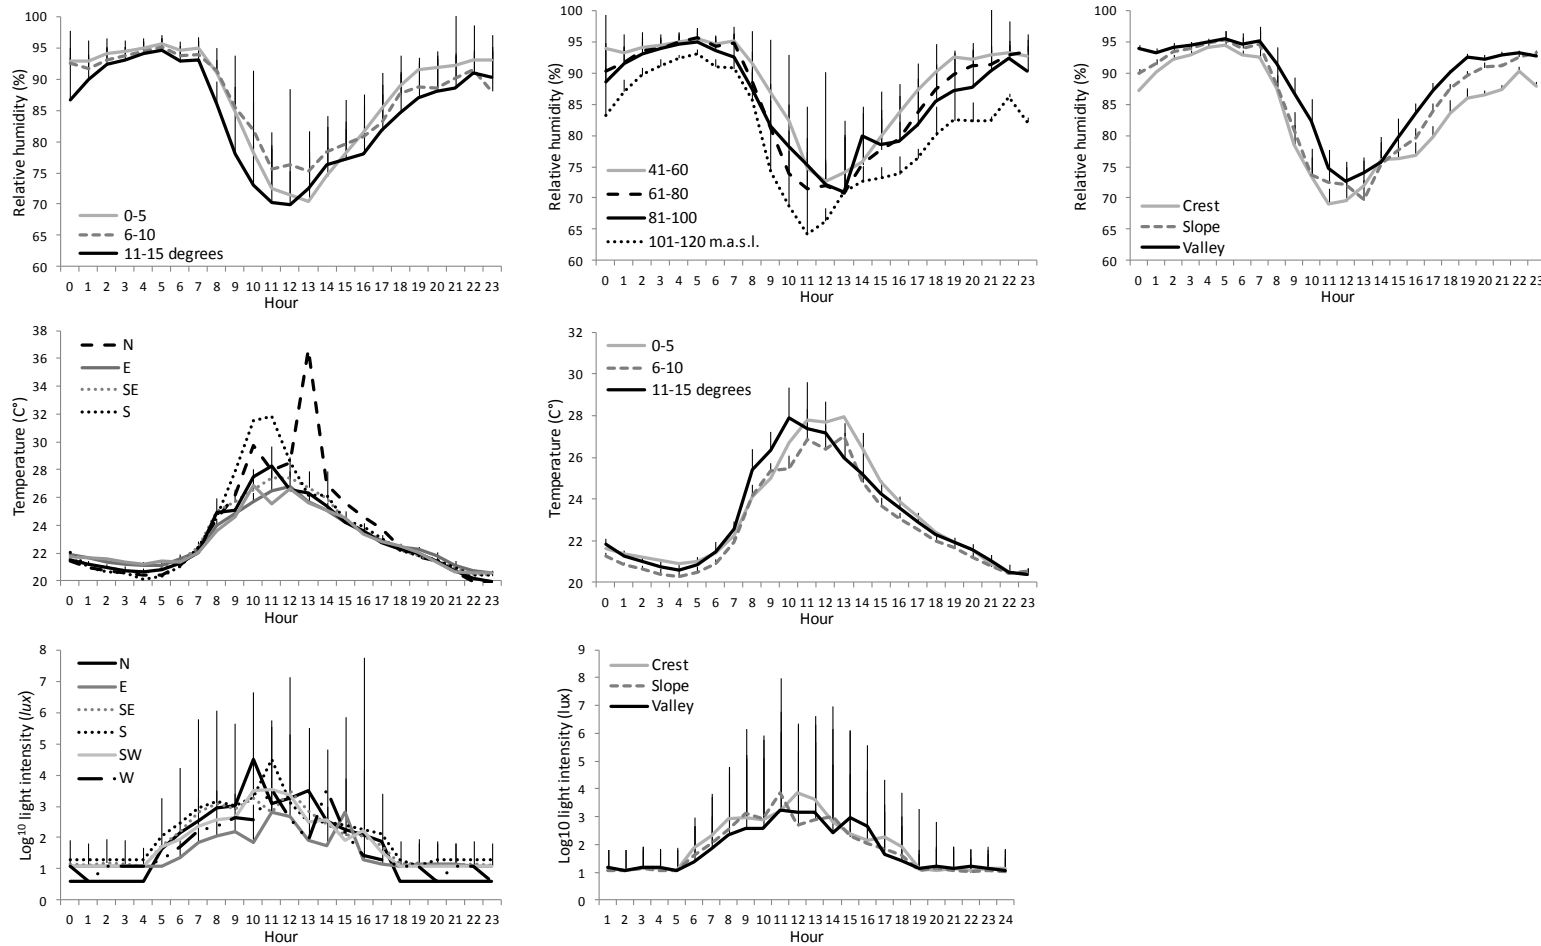 Relative humidity (%)
100
95
90
85
80
75
70
65
60
0-5
6-10
11-15 degrees
0 1 2 3 4 5 6 7 8 9 10 11 12 13 14 15 16 17 18 19 20 21 22 23
Hour
Relative humidity (%)
100
95
90
85
80
75
70
65
60
41-60
61-80
81-100
101-120 m.a.s.l.
0 1 2 3 4 5 6 7 8 9 10 11 12 13 14 15 16 17 18 19 20 21 22 23
Hour
Relative humidity (%)
100
95
90
85
80
75
70
65
60
Crest
Slope
Valley
0 1 2 3 4 5 6 7 8 9 10 11 12 13 14 15 16 17 18 19 20 21 22 23
Hour
Temperature (C°)
38
36
34
32
30
28
26
24
22
20
N
E
SE
S
0 1 2 3 4 5 6 7 8 9 10 11 12 13 14 15 16 17 18 19 20 21 22 23
Hour
Temperature (C°)
32
30
28
26
24
22
20
0-5
6-10
11-15 degrees
0 1 2 3 4 5 6 7 8 9 10 11 12 13 14 15 16 17 18 19 20 21 22 23
Hour
Log10 light intensity (lux)
8
7
6
5
4
3
2
1
0
N
E
SE
S
SW
W
0 1 2 3 4 5 6 7 8 9 10 11 12 13 14 15 16 17 18 19 20 21 22 23
Hour
Log10 light intensity (lux)
9
8
7
6
5
4
3
2
1
0
Crest
Slope
Valley
1 2 3 4 5 6 7 8 9 10 11 12 13 14 15 16 17 18 19 20 21 22 23 24
Hour